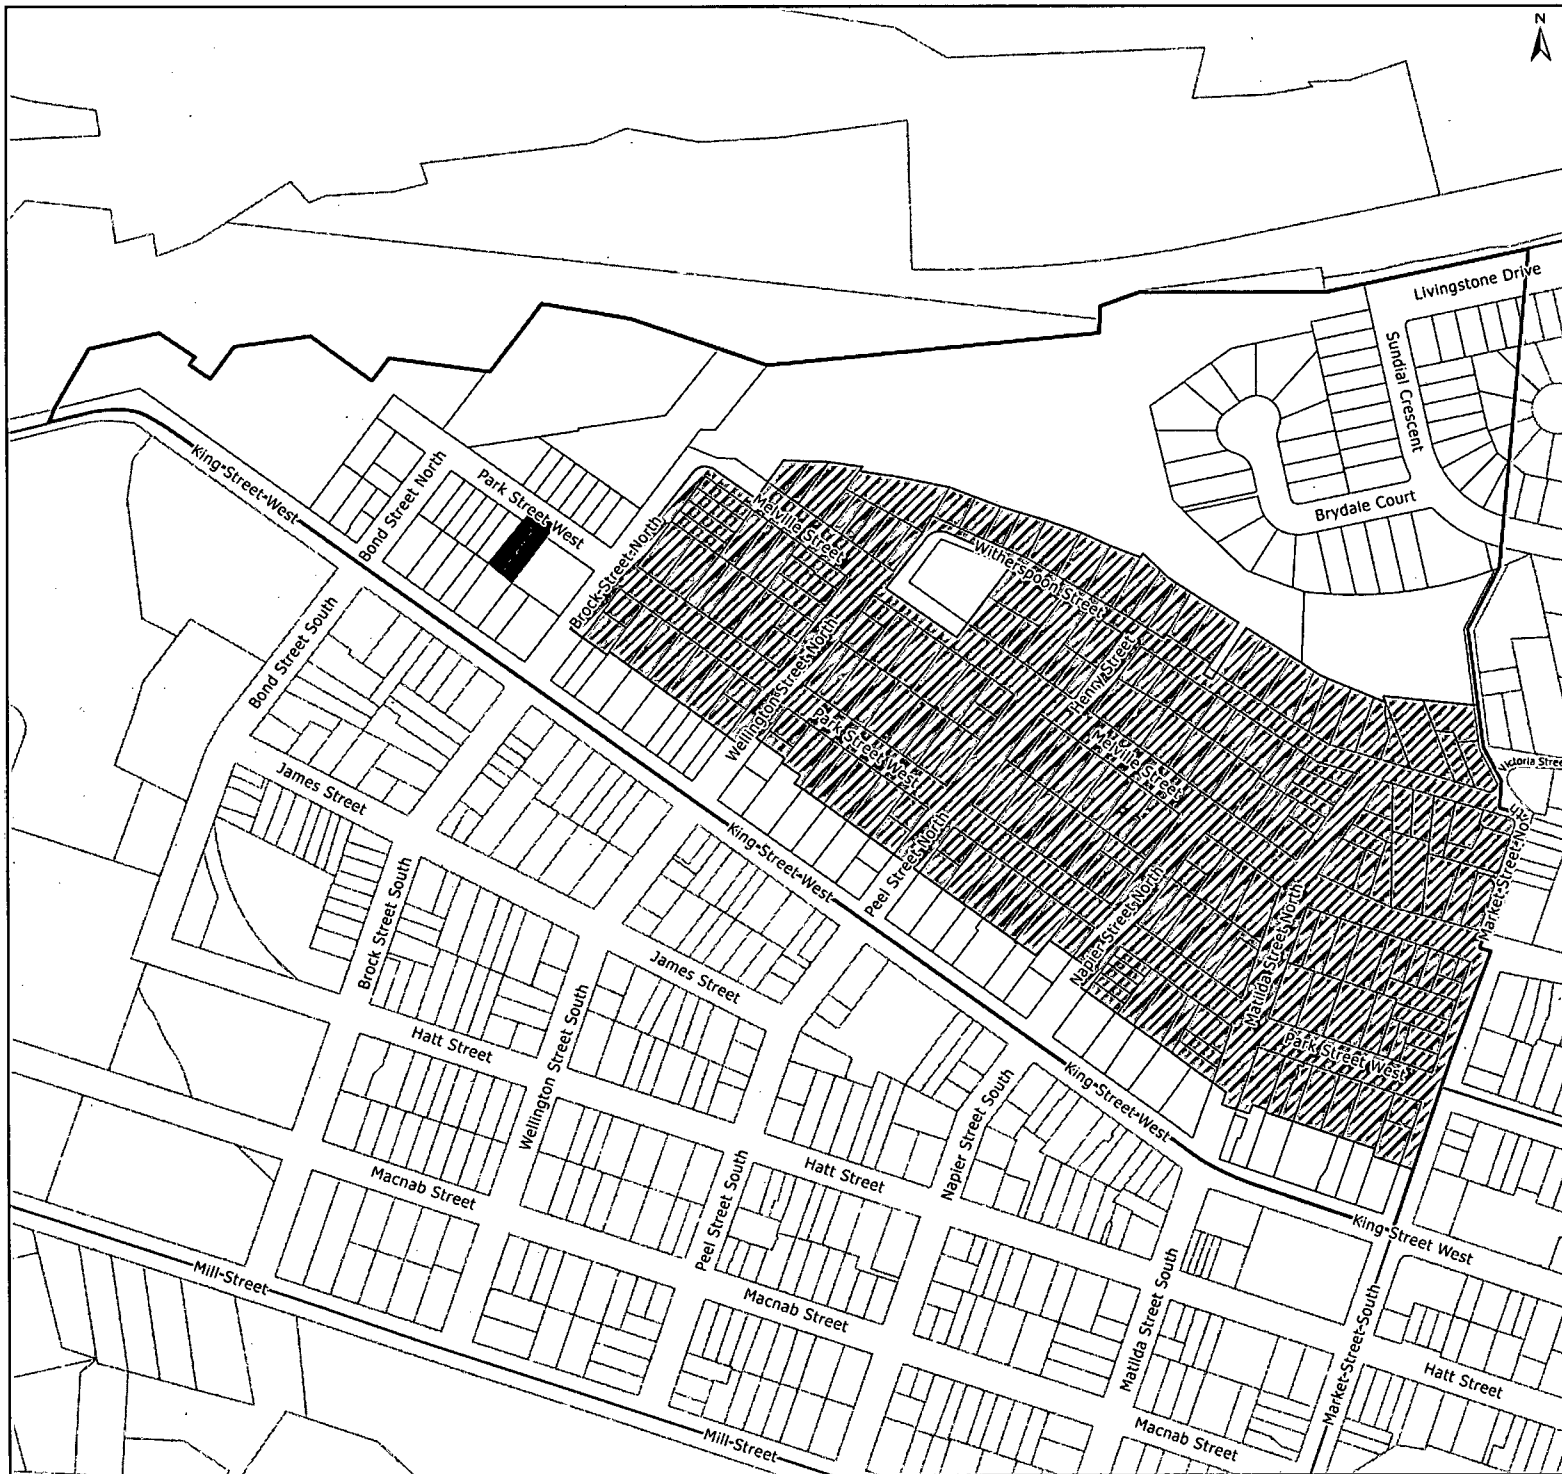 N
Livingstone Drive
Sundial Crescent
Brydale Court
King Street West
Bond Street North
Park Street West
Brock Street North
Melville Street
Witherspoon Street
Bond Street South
Wellington Street North
Henry Street
Park Street West
Melville Street
Victoria Stree
James Street
King Street West
Peel Street North
Market Street North
Brock Street South
Napier Street North
Matilda Street North
James Street
Hatt Street
Wellington Street South
Park Street West
King Street West
Napier Street South
Macnab Street
Hatt Street
Peel Street South
King Street West
Mill Street
Macnab Street
Matilda Street South
Market Street South
Hatt Street
Mill Street
Macnab Street